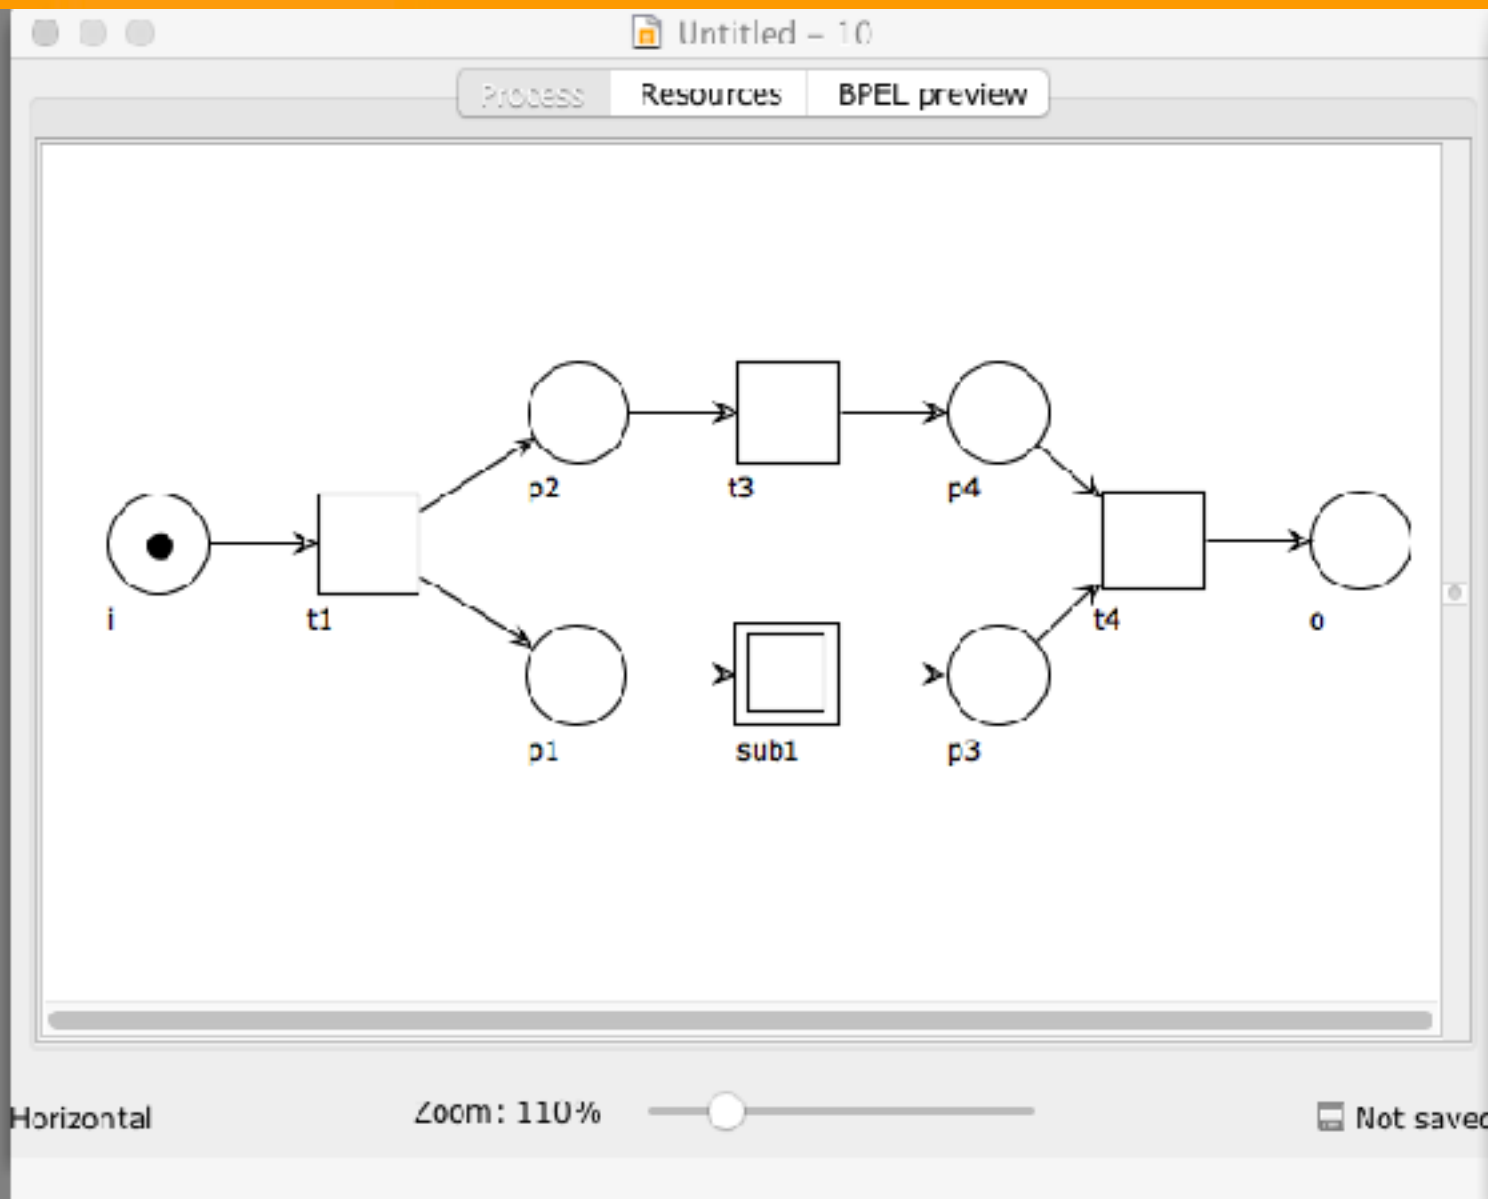 Untitled – 10
Process Resources BPEL preview
p2 t3 p4
i t1 t4 o
p1 sub1 p3
Horizontal Zoom: 110% Not saved